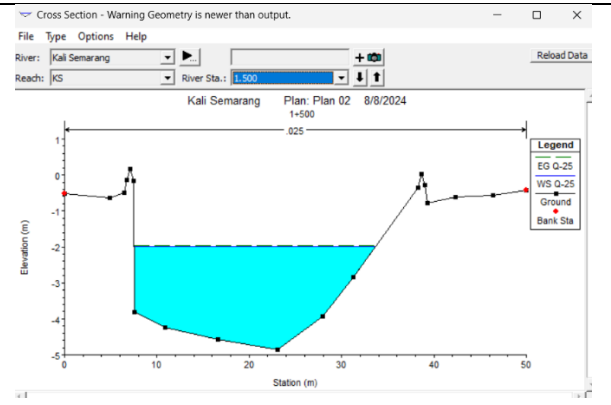 Cross Section - Warning Geometry is newer than output.
File Type Options Help
River: Kali Semarang Reload Data
Reach: KS River Sta.: 1.500
Kali Semarang Plan: Plan 02 8/8/2024
1+500
.025
Legend
EG Q-25
WS Q-25
Ground
Bank Sta
Elevation (m)
1
0
-1
-2
-3
-4
-5
0 10 20 30 40 50
Station (m)